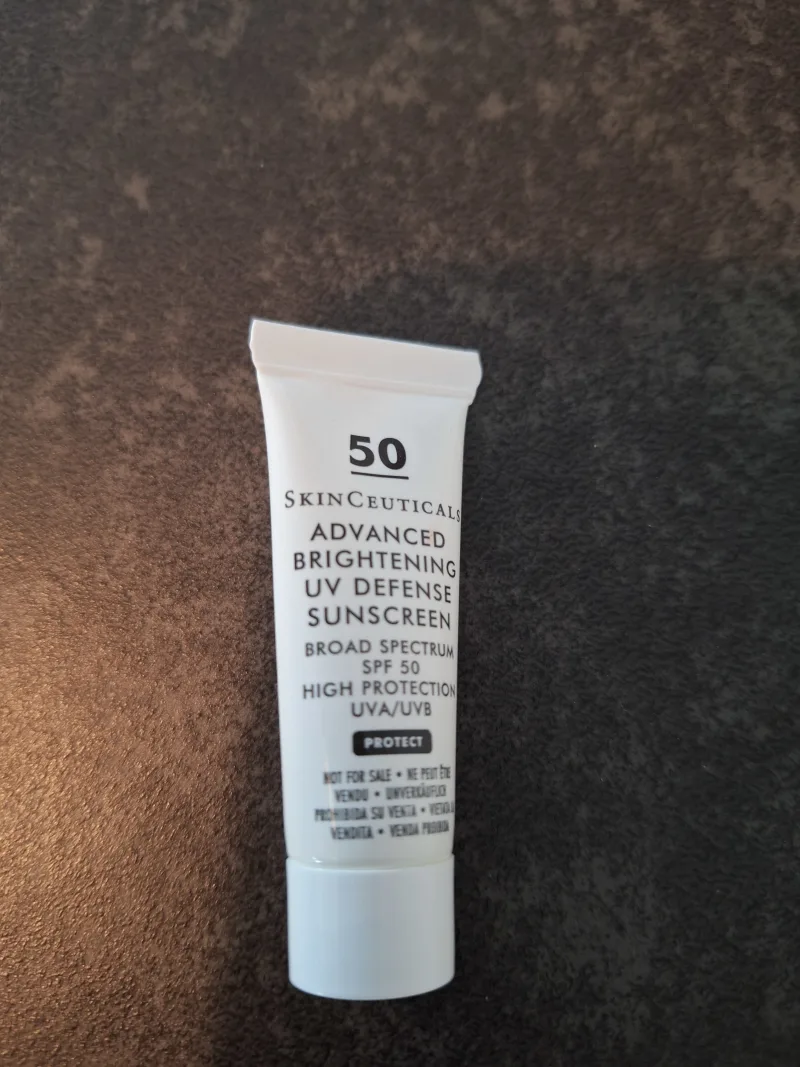 50
SKINCEUTICALS
ADVANCED
BRIGHTENING
UV DEFENSE
SUNSCREEN
BROAD SPECTRUM
SPF 50
HIGH PROTECTION
UVA/UVB
PROTECT
NOT FOR SALE • NE PEUT ÊTRE
VENDU • UNVERKÄUFLICH
PROHIBIDA SU VENTA • VIETATA LA
VENDITA • VENDA PROIBIDA